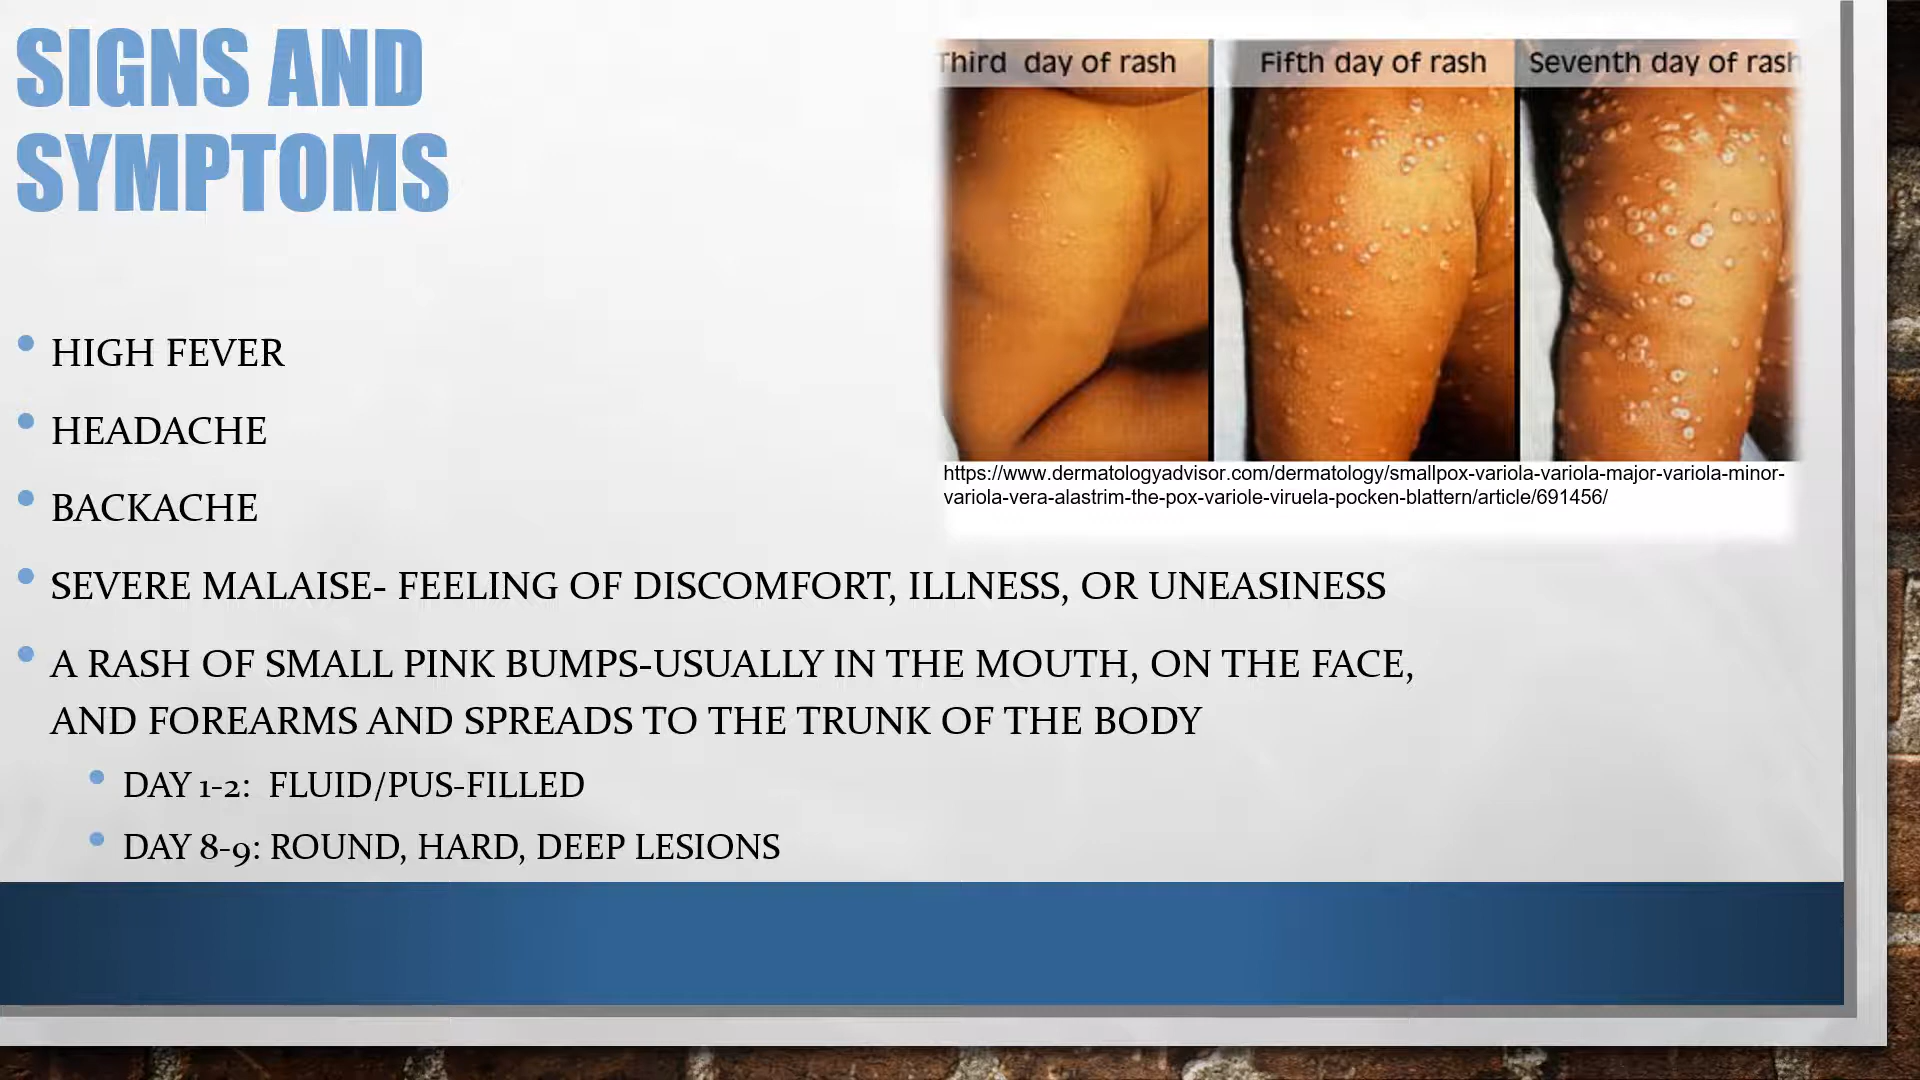 SIGNS AND
SYMPTOMS
Third day of rash
Fifth day of rash
Seventh day of rash
https://www.dermatologyadvisor.com/dermatology/smallpox-variola-variola-major-variola-minor-
variola-vera-alastrim-the-pox-variole-viruela-pocken-blattern/article/691456/
• HIGH FEVER
• HEADACHE
• BACKACHE
• SEVERE MALAISE- FEELING OF DISCOMFORT, ILLNESS, OR UNEASINESS
• A RASH OF SMALL PINK BUMPS-USUALLY IN THE MOUTH, ON THE FACE,
AND FOREARMS AND SPREADS TO THE TRUNK OF THE BODY
• DAY 1-2: FLUID/PUS-FILLED
• DAY 8-9: ROUND, HARD, DEEP LESIONS